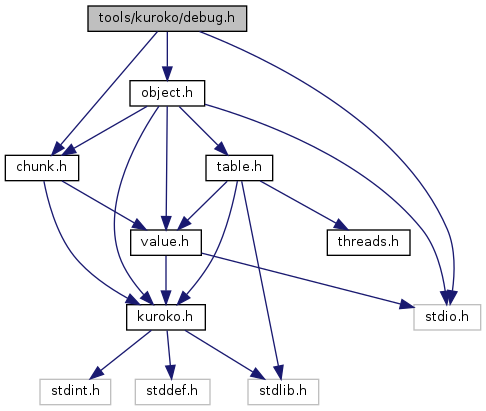 tools/kuroko/debug.h
object.h
chunk.h
table.h
value.h
threads.h
kuroko.h
stdio.h
stdint.h
stddef.h
stdlib.h